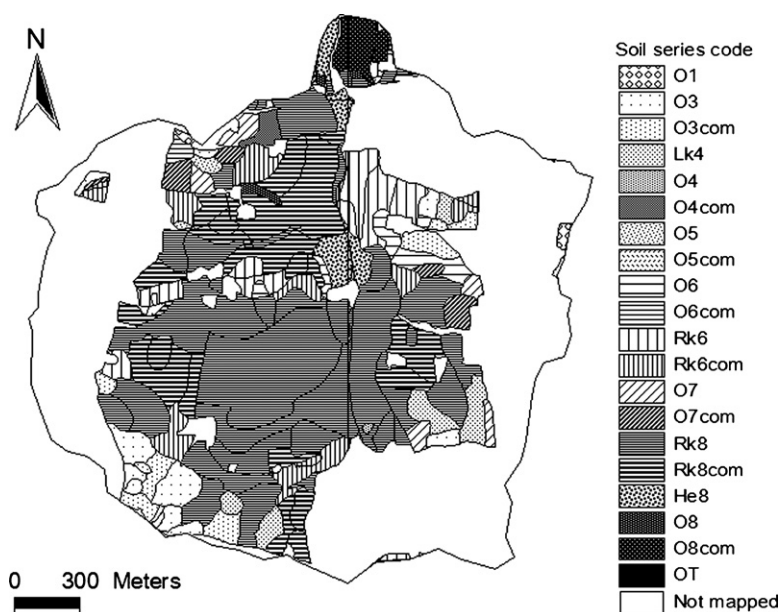 N
Soil series code
O1
O3
O3com
Lk4
O4
O4com
O5
O5com
O6
O6com
Rk6
Rk6com
O7
O7com
Rk8
Rk8com
He8
O8
O8com
OT
Not mapped
0 300 Meters